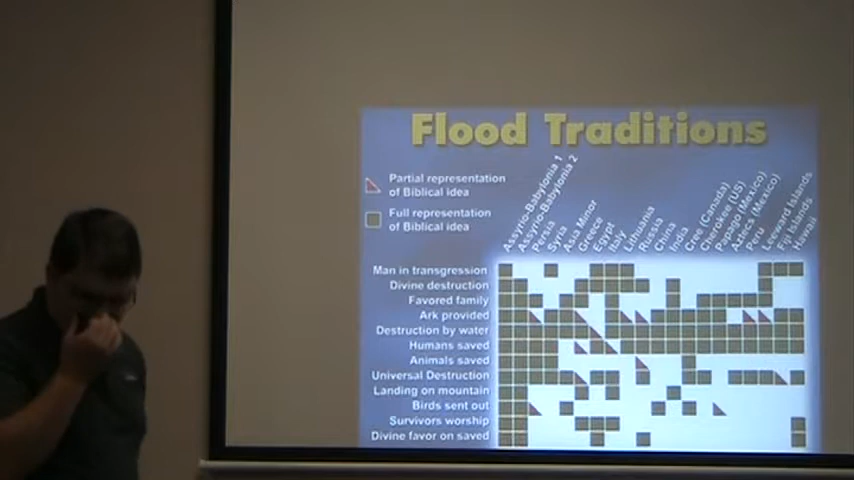 Flood Traditions
Partial representation
of Biblical idea
Full representation
of Biblical idea
Assyrio-Babylonia 1
Assyrio-Babylonia 2
Persia
Syria
Asia Minor
Greece
Egypt
Italy
Lithuania
Russia
China
India
Cree (Canada)
Cherokee (US)
Papago (Mexico)
Aztecs (Mexico)
Peru
Leeward Islands
Fiji Islands
Hawaii
Man in transgression
Divine destruction
Favored family
Ark provided
Destruction by water
Humans saved
Animals saved
Universal Destruction
Landing on mountain
Birds sent out
Survivors worship
Divine favor on saved